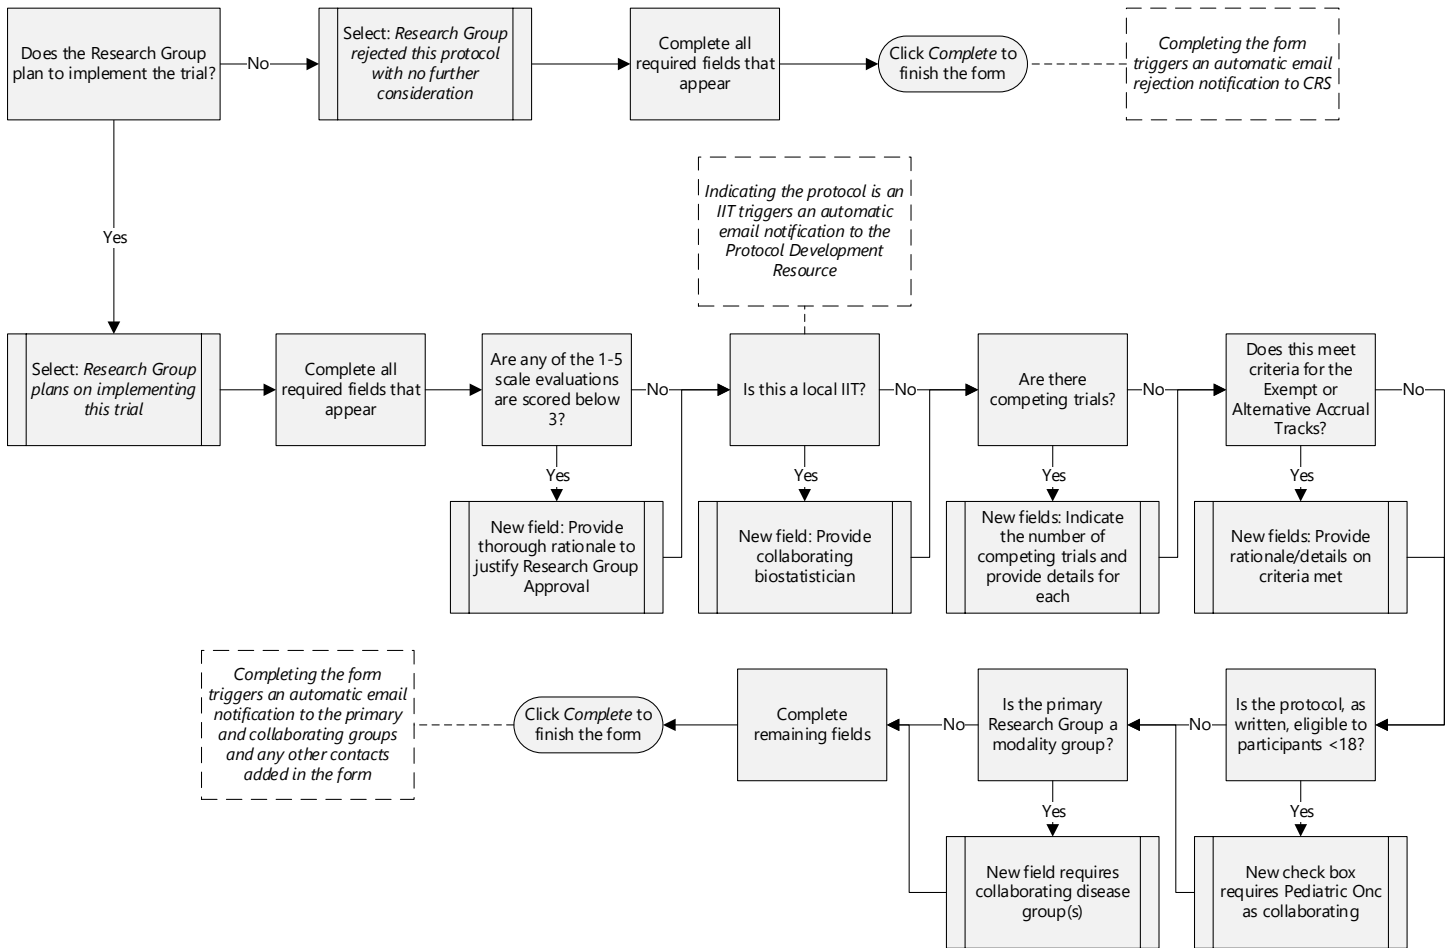 Does the Research Group
plan to implement the trial?
No
Select: Research Group
rejected this protocol
with no further
consideration
Complete all
required fields that
appear
Click Complete to
finish the form
Completing the form
triggers an automatic email
rejection notification to CRS
Yes
Indicating the protocol is an
IIT triggers an automatic
email notification to the
Protocol Development
Resource
Select: Research Group
plans on implementing
this trial
Complete all
required fields that
appear
Are any of the 1-5
scale evaluations
are scored below
3?
No
Is this a local IIT?
No
Are there
competing trials?
No
Does this meet
criteria for the
Exempt or
Alternative Accrual
Tracks?
No
Yes
Yes
Yes
Yes
New field: Provide
thorough rationale to
justify Research Group
Approval
New field: Provide
collaborating
biostatistician
New fields: Indicate
the number of
competing trials and
provide details for
each
New fields: Provide
rationale/details on
criteria met
Completing the form
triggers an automatic email
notification to the primary
and collaborating groups
and any other contacts
added in the form
Click Complete to
finish the form
Complete
remaining fields
No
Is the primary
Research Group a
modality group?
No
Is the protocol, as
written, eligible to
participants <18?
Yes
Yes
New field requires
collaborating disease
group(s)
New check box
requires Pediatric Onc
as collaborating